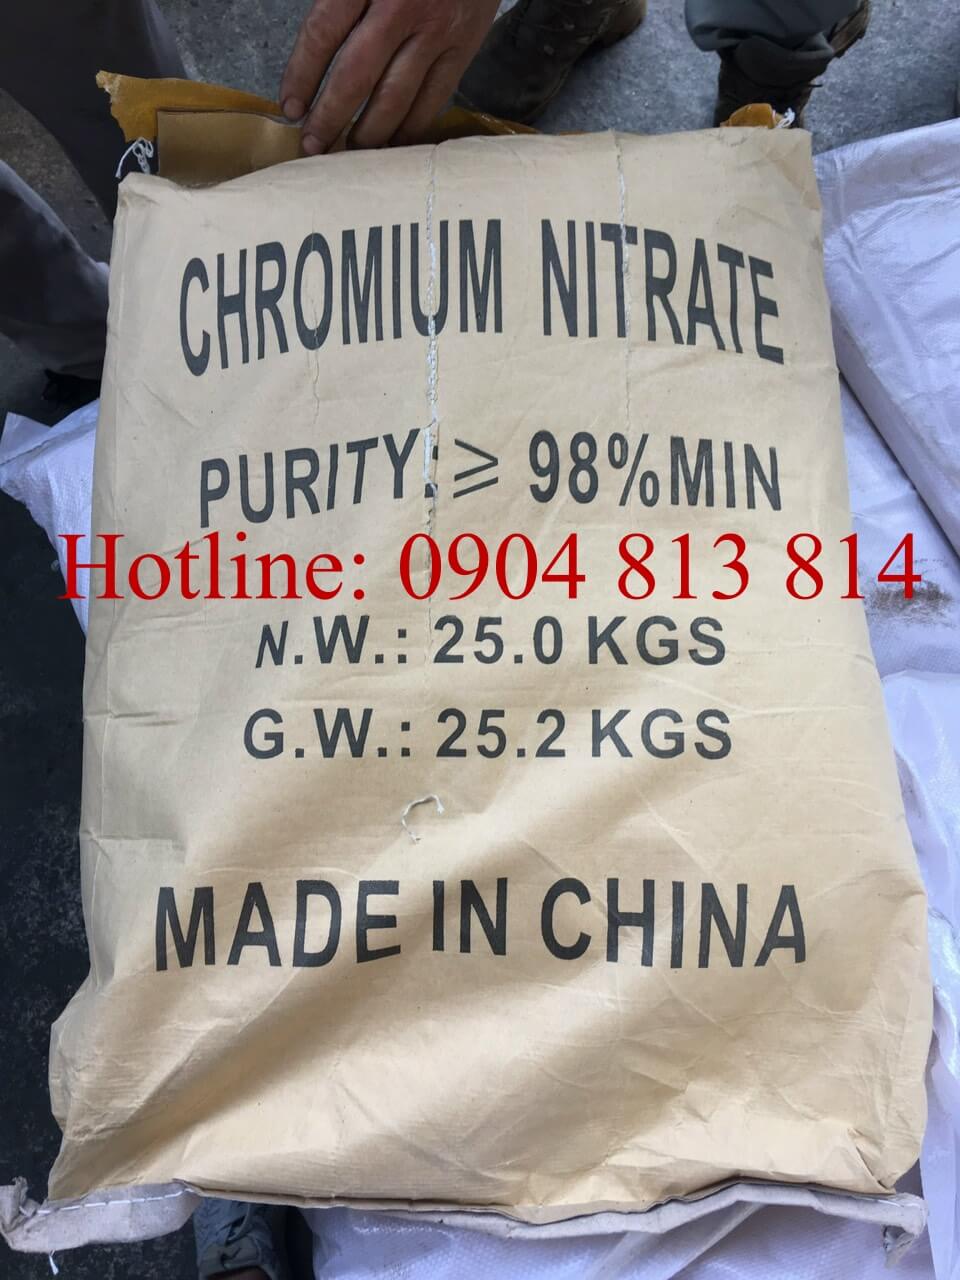 CHROMIUM NITRATE
PURITY:≥ 98%MIN
Hotline: 0904 813 814
N.W.: 25.0 KGS
G.W.: 25.2 KGS
MADE IN CHINA